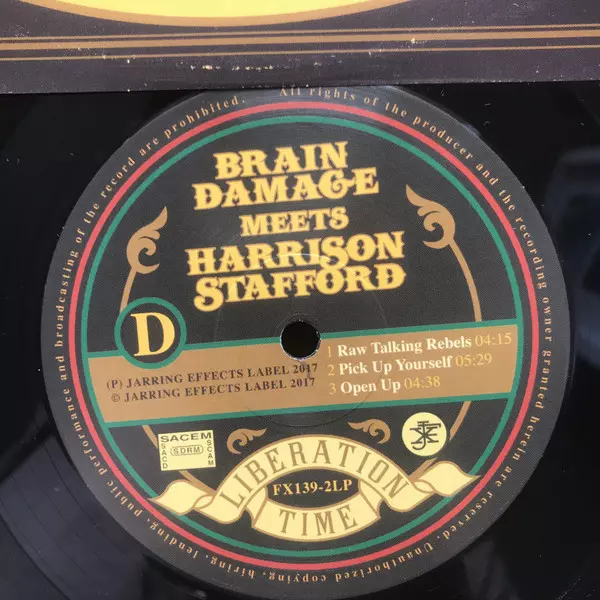 BRAIN
DAMAGE
MEETS
HARRISON
STAFFORD
D
1 Raw Talking Rebels 04:15
2 Pick Up Yourself 05:29
3 Open Up 04:38
(P) JARRING EFFECTS LABEL 2017
© JARRING EFFECTS LABEL 2017
SACEM
SACD
SDRM
SCAM
LIBERATION
FX139-2LP
TIME
All rights of the producer and the recording owner granted herein are reserved. Unauthorized copying, hiring, lending, public performance and broadcasting of the record are prohibited.